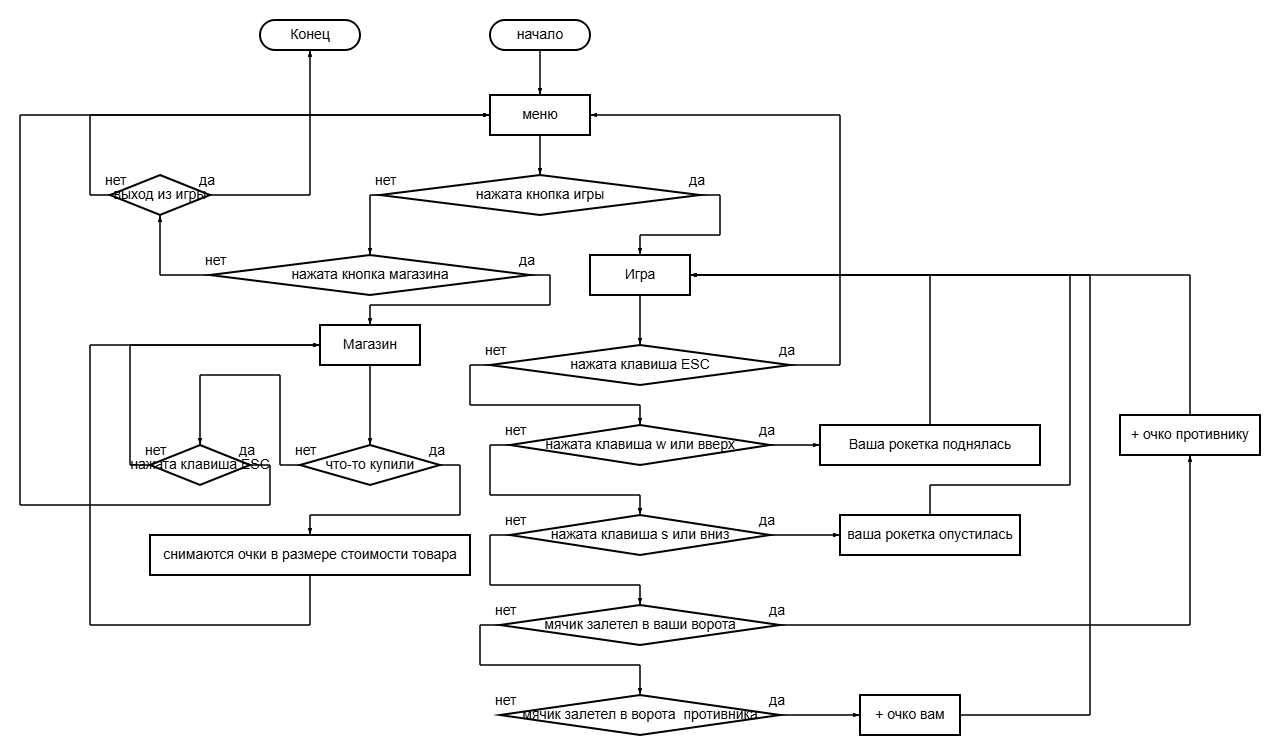 Конец
начало
меню
нет
да
выход из игры
нет
да
нажата кнопка игры
нет
да
нажата кнопка магазина
Игра
Магазин
нет
да
нажата клавиша ESC
нет
да
нажата клавиша w или вверх
Ваша рокетка поднялась
+ очко противнику
нет
да
нажата клавиша ESC
нет
да
что-то купили
нет
да
нажата клавиша s или вниз
ваша рокетка опустилась
снимаются очки в размере стоимости товара
нет
да
мячик залетел в ваши ворота
нет
да
мячик залетел в ворота  противника
+ очко вам